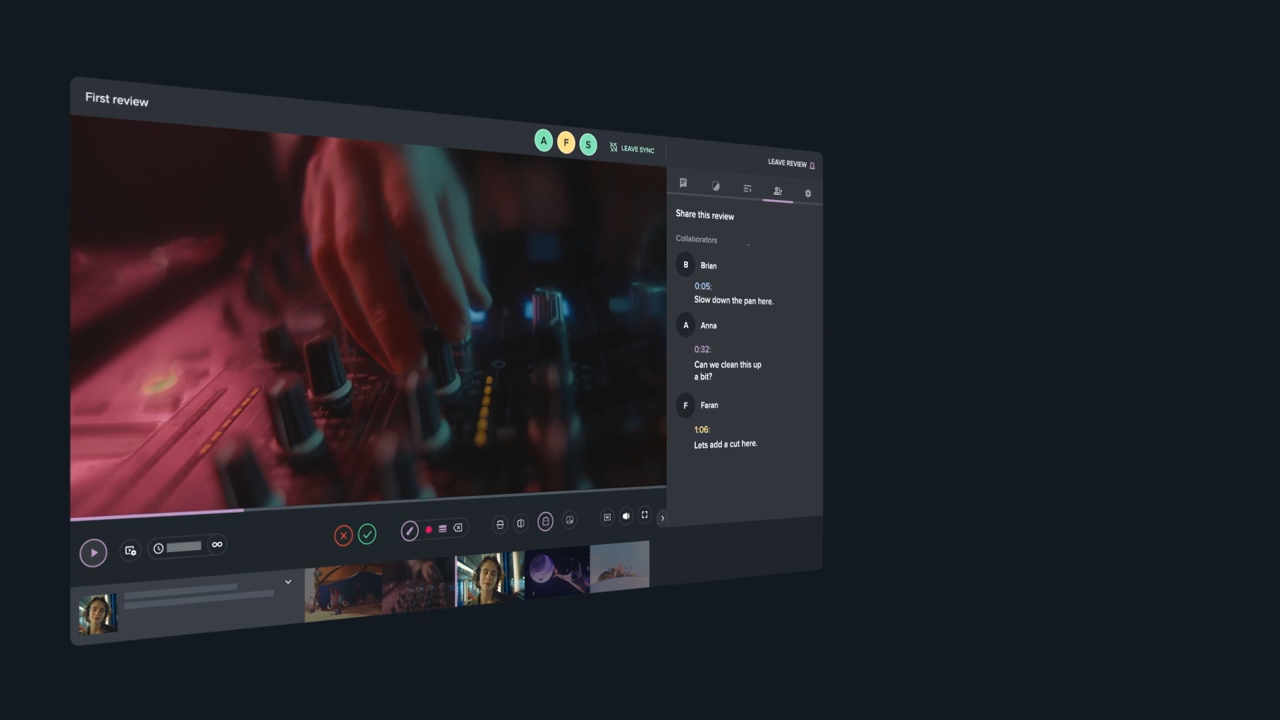 First review
A
F
S
LEAVE SYNC
LEAVE REVIEW
Share this review
Collaborators
B
Brian
0:05:
Slow down the pan here.
A
Anna
0:32:
Can we clean this up
a bit?
F
Faran
1:06:
Lets add a cut here.